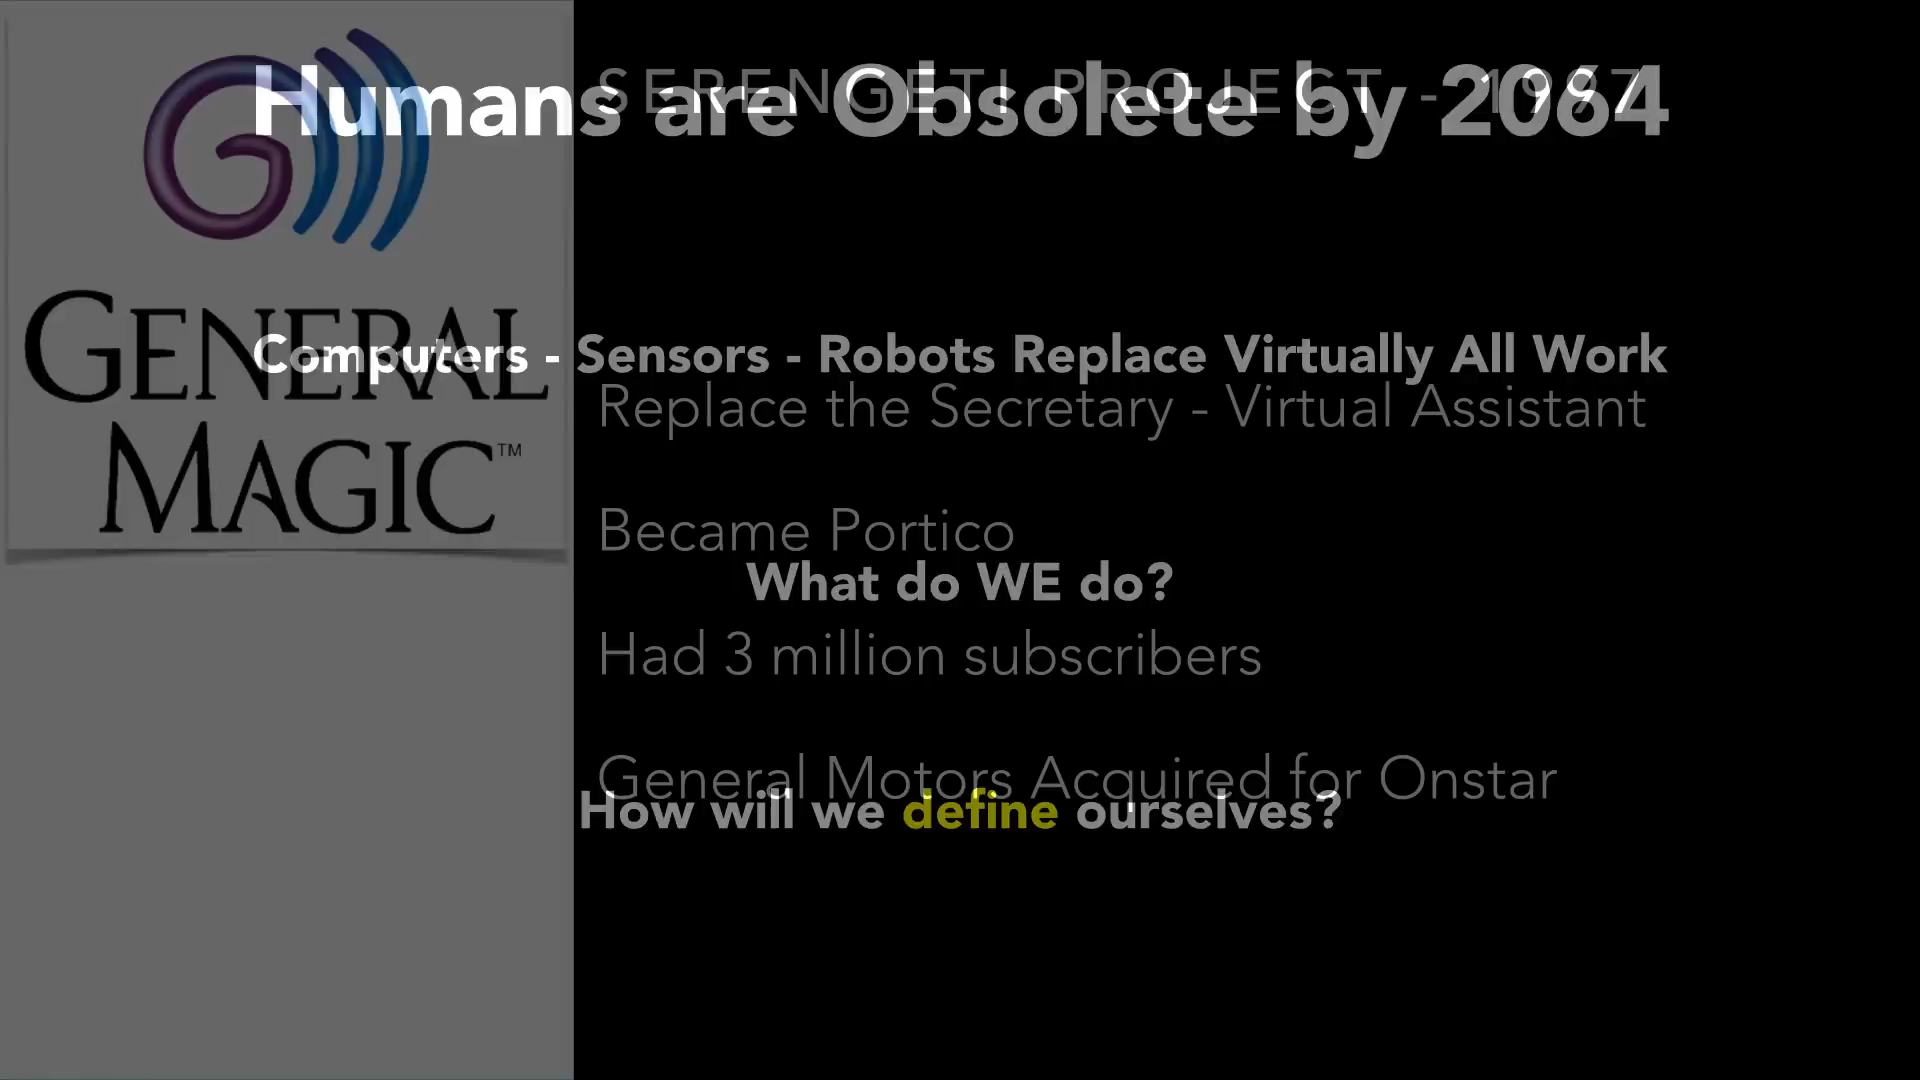 Humans are Obsolete by 2064
Computers - Sensors - Robots Replace Virtually All Work
What do WE do?
How will we define ourselves?
GENERAL
MAGIC™
SERENGETI PROJECT - 1997
Replace the Secretary - Virtual Assistant
Became Portico
Had 3 million subscribers
General Motors Acquired for Onstar